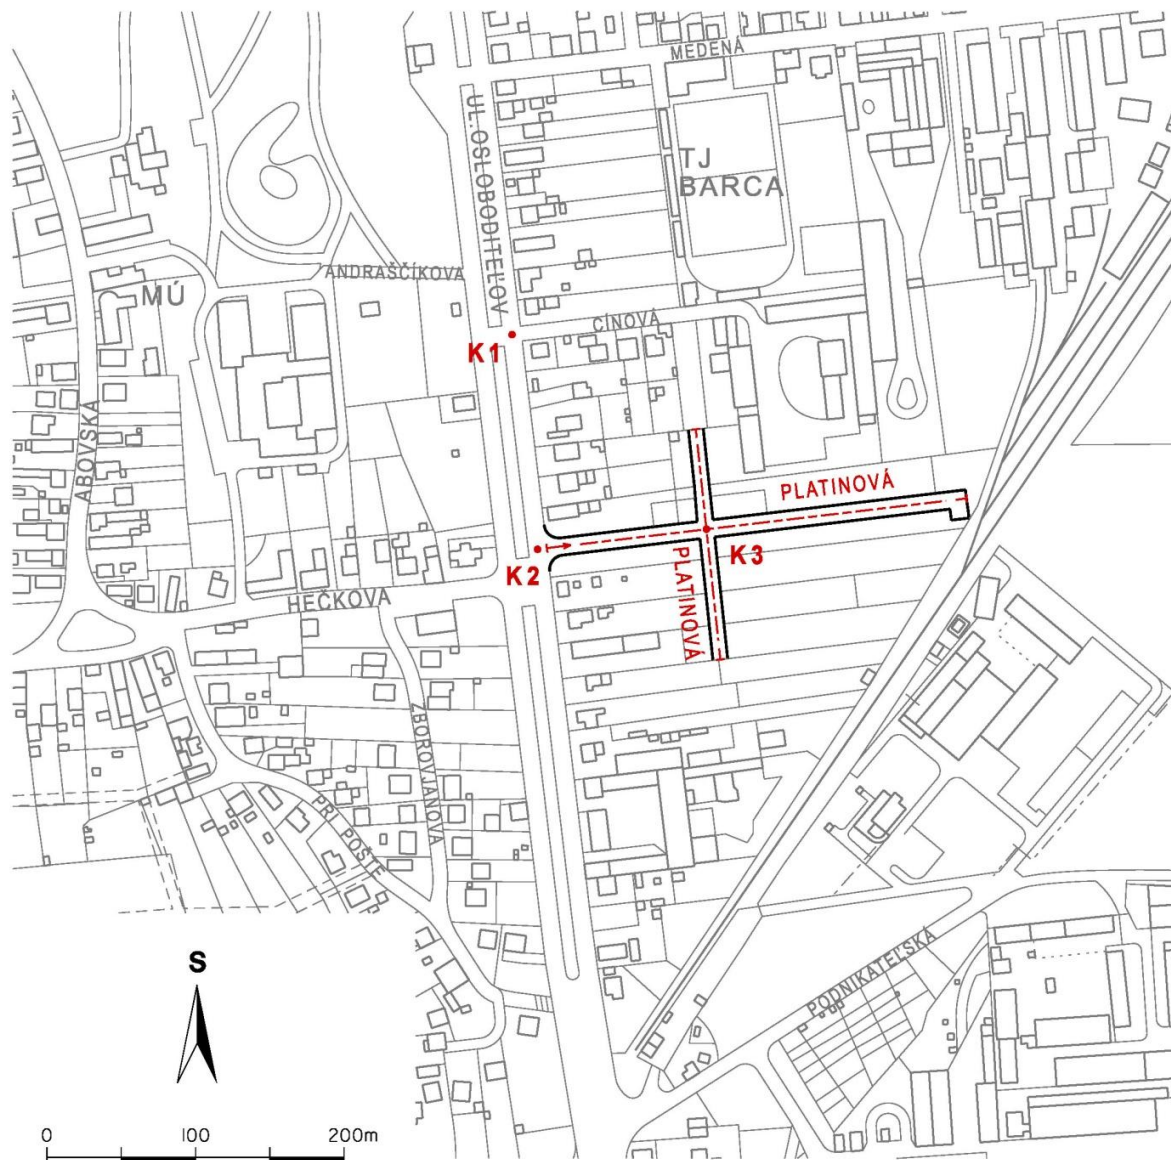 MEDENÁ
UL.OSLOBODITEĽOV
TJ
BARCA
ANDRAŠČÍKOVA
MÚ
CÍNOVÁ
K1
ABOVSKÁ
PLATINOVÁ
K2
K3
PLATINOVÁ
HEČKOVA
ZBOROVJANOVA
PRI POŠTE
PODNIKATEĽSKÁ
S
0 100 200m